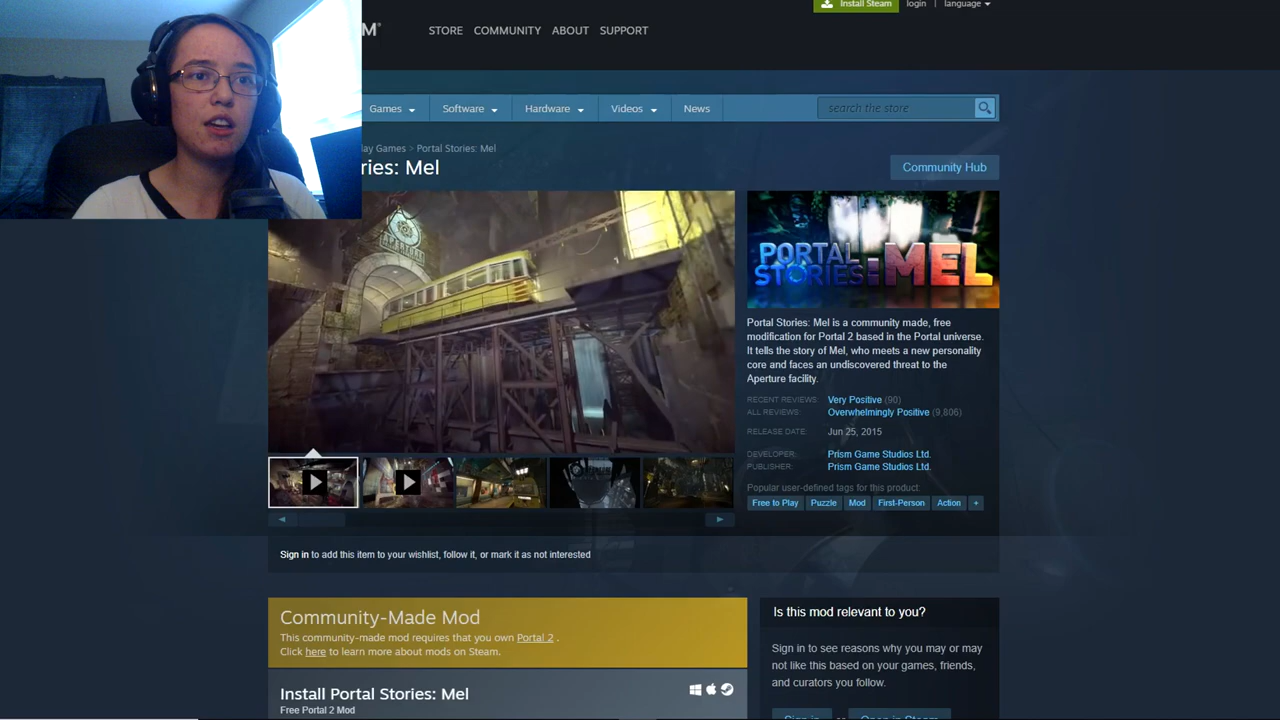 Install Steam login | language
M® STORE COMMUNITY ABOUT SUPPORT
Games Software Hardware Videos News search the store
lay Games > Portal Stories: Mel
ries: Mel
Community Hub
PORTAL
STORIES: MEL
Portal Stories: Mel is a community made, free
modification for Portal 2 based in the Portal universe.
It tells the story of Mel, who meets a new personality
core and faces an undiscovered threat to the
Aperture facility.
RECENT REVIEWS: Very Positive (90)
ALL REVIEWS: Overwhelmingly Positive (9,806)
RELEASE DATE: Jun 25, 2015
DEVELOPER: Prism Game Studios Ltd.
PUBLISHER: Prism Game Studios Ltd.
Popular user-defined tags for this product:
Free to Play Puzzle Mod First-Person Action +
Sign in to add this item to your wishlist, follow it, or mark it as not interested
Community-Made Mod
This community-made mod requires that you own Portal 2 .
Click here to learn more about mods on Steam.
Install Portal Stories: Mel
Free Portal 2 Mod
Is this mod relevant to you?
Sign in to see reasons why you may or
may not like this based on your games, friends,
and curators you follow.
Sign in or Open in Steam